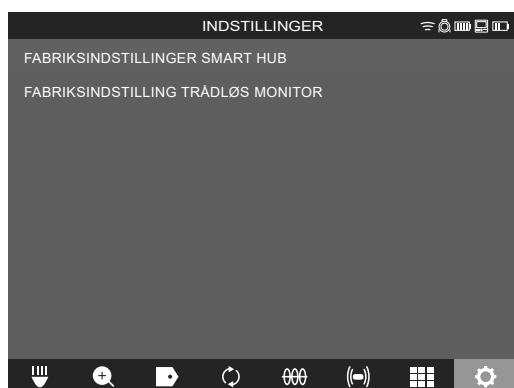 INDSTILLINGER
FABRIKSINDSTILLINGER SMART HUB
FABRIKSINDSTILLING TRÅDLØS MONITOR